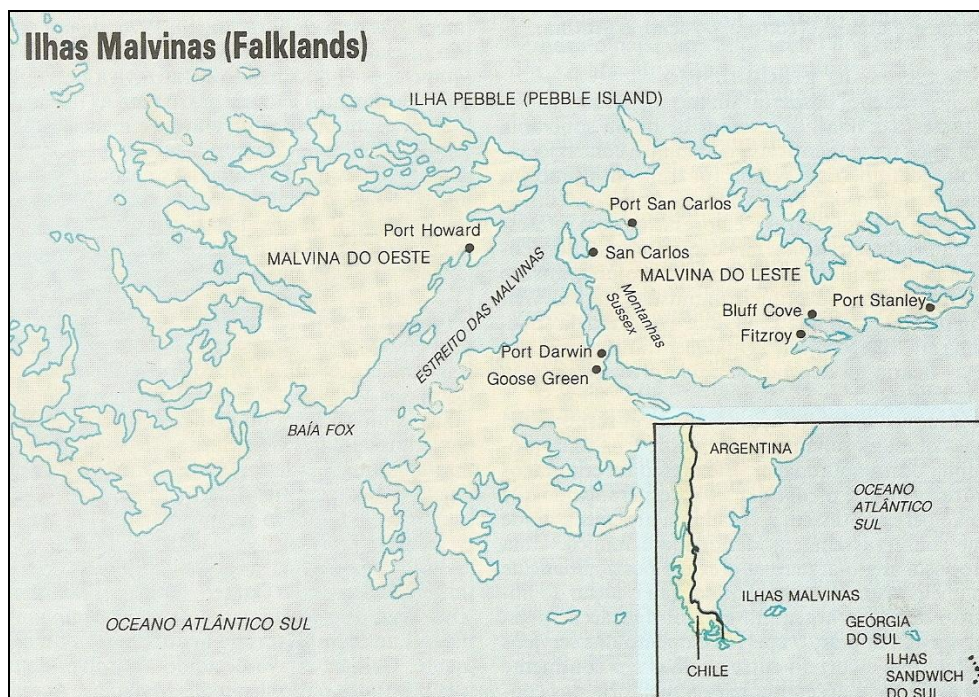 Ilhas Malvinas (Falklands)
ILHA PEBBLE (PEBBLE ISLAND)
Port San Carlos
Port Howard
MALVINA DO OESTE
San Carlos
MALVINA DO LESTE
ESTREITO DAS MALVINAS
Montanhas
Sussex
Bluff Cove
Port Stanley
Fitzroy
Port Darwin
Goose Green
BAÍA FOX
OCEANO ATLÂNTICO SUL
ARGENTINA
OCEANO
ATLÂNTICO
SUL
ILHAS MALVINAS
GEÓRGIA
DO SUL
CHILE
ILHAS
SANDWICH
DO SUL